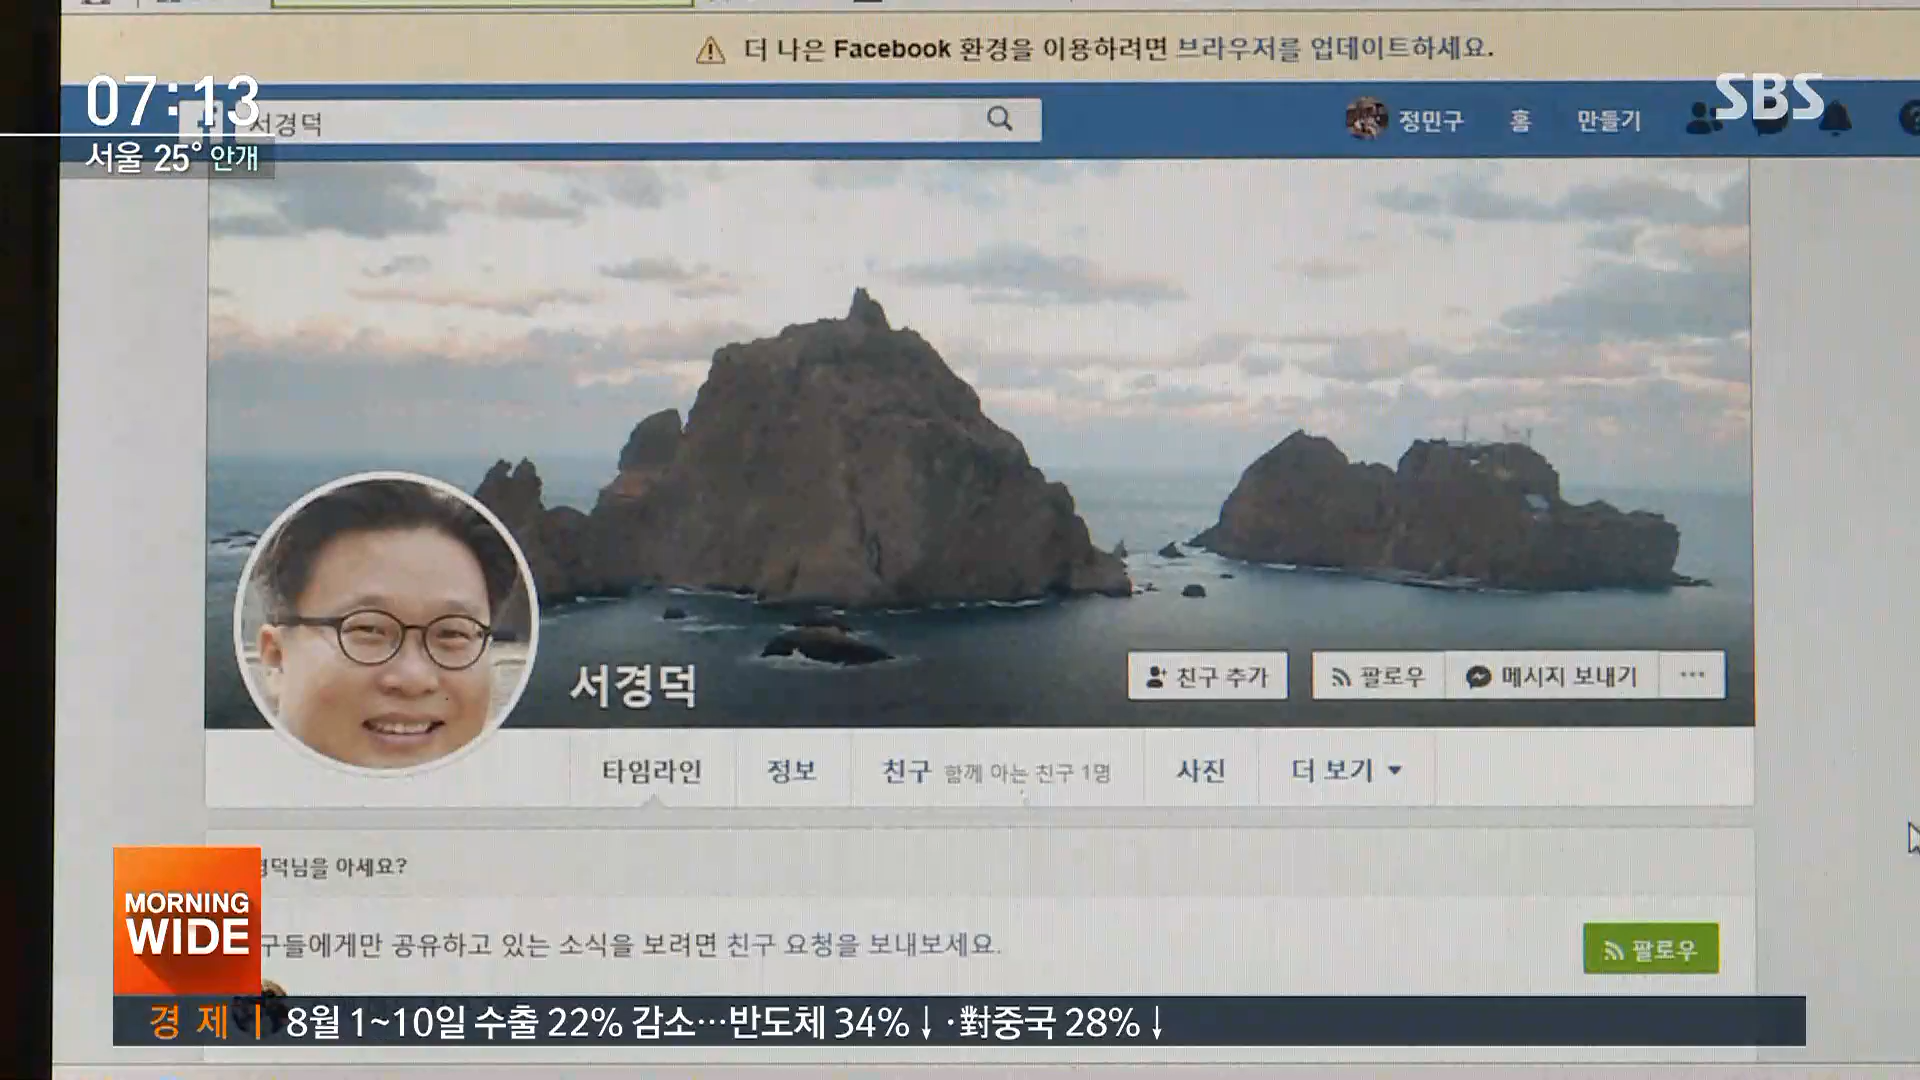 더 나은 Facebook 환경을 이용하려면 브라우저를 업데이트하세요.
07:13
서경덕
정민구
홈
만들기
SBS
서울 25° 안개
서경덕
친구 추가
팔로우
메시지 보내기
타임라인
정보
친구 함께 아는 친구 1명
사진
더 보기
경덕님을 아세요?
MORNING
WIDE
구들에게만 공유하고 있는 소식을 보려면 친구 요청을 보내보세요.
팔로우
경제 | 8월 1~10일 수출 22% 감소…반도체 34%↓·對중국 28%↓